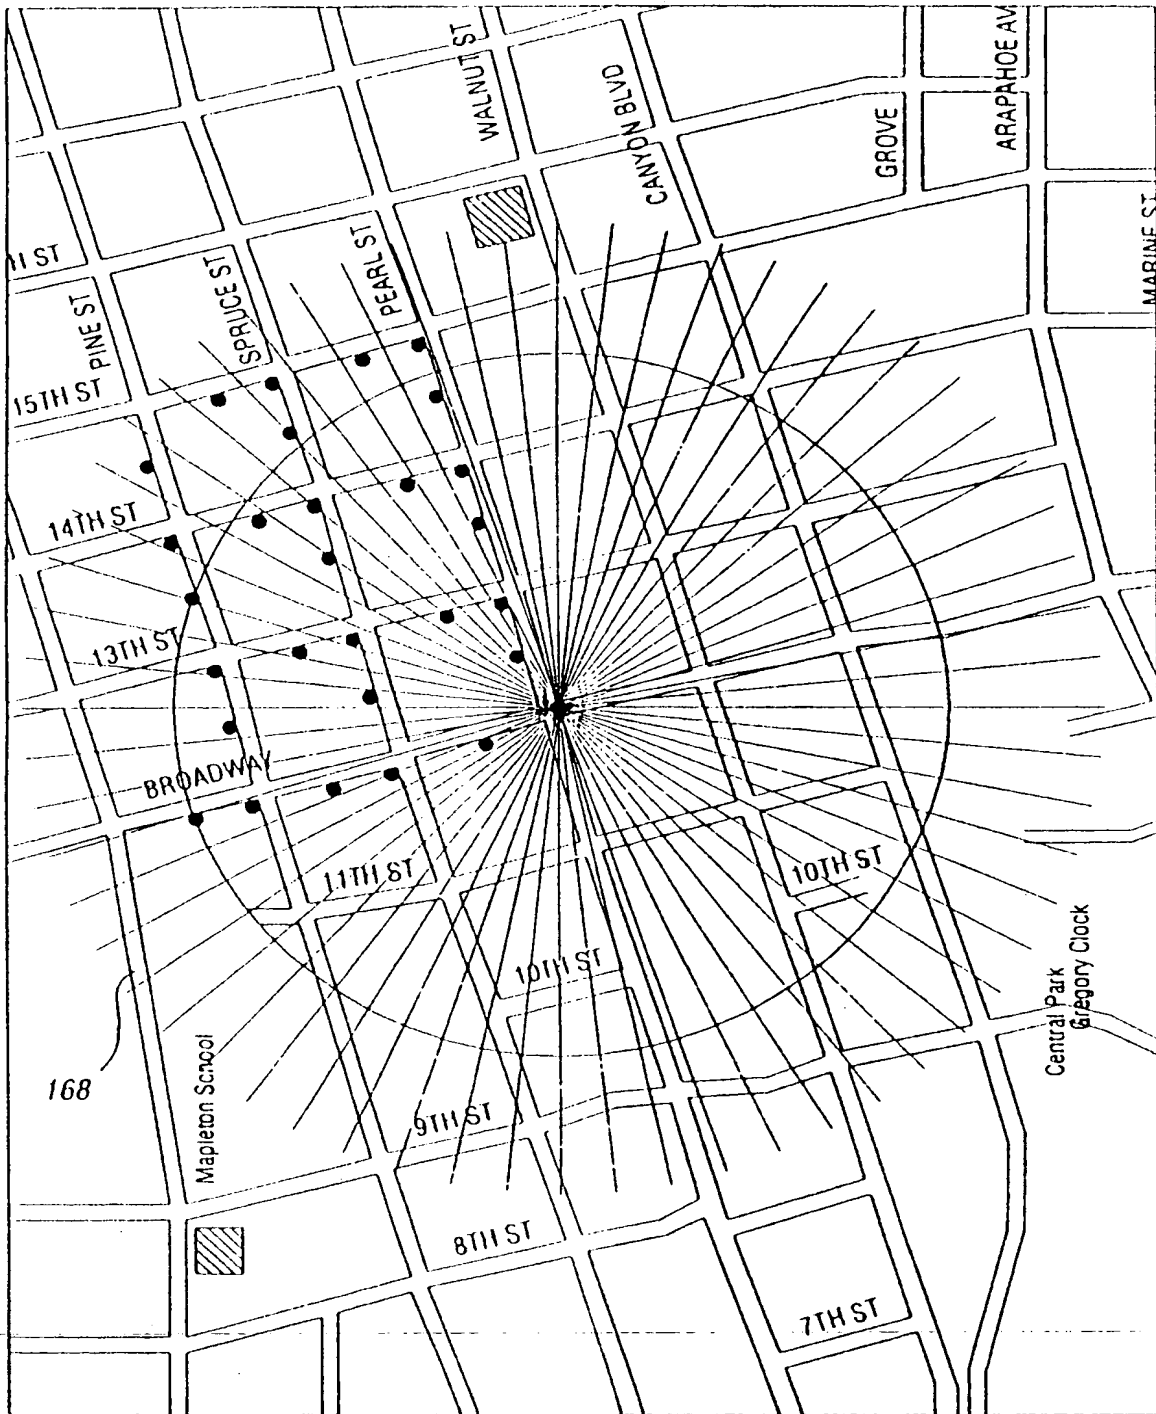 WALNUT ST
CANYON BLVD
GROVE
ARAPAHOE AV
MARINE ST
PEARL ST
SPRUCE ST
PINE ST
15TH ST
14TH ST
13TH ST
BROADWAY
11TH ST
10TH ST
10TH ST
Central Park
Gregory Clock
168
Mapleton School
9TH ST
8TH ST
7TH ST